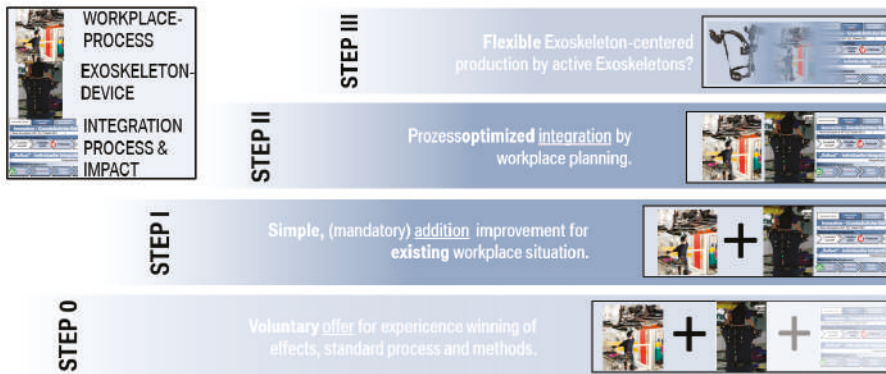 WORKPLACE-
PROCESS
EXOSKELETON-
DEVICE
INTEGRATION
PROCESS &
IMPACT
STEP III
Flexible Exoskeleton-centered
production by active Exoskeletons?
STEP II
Prozessoptimized integration by
workplace planning.
STEP I
Simple, (mandatory) addition improvement for
existing workplace situation.
+
STEP 0
Voluntary offer for expericence winning of
effects, standard process and methods.
+ +